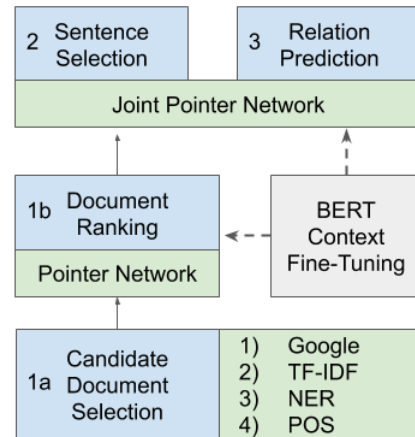 2 Sentence
Selection
3 Relation
Prediction
Joint Pointer Network
1b Document
Ranking
Pointer Network
BERT
Context
Fine-Tuning
1a Candidate
Document
Selection
1) Google
2) TF-IDF
3) NER
4) POS